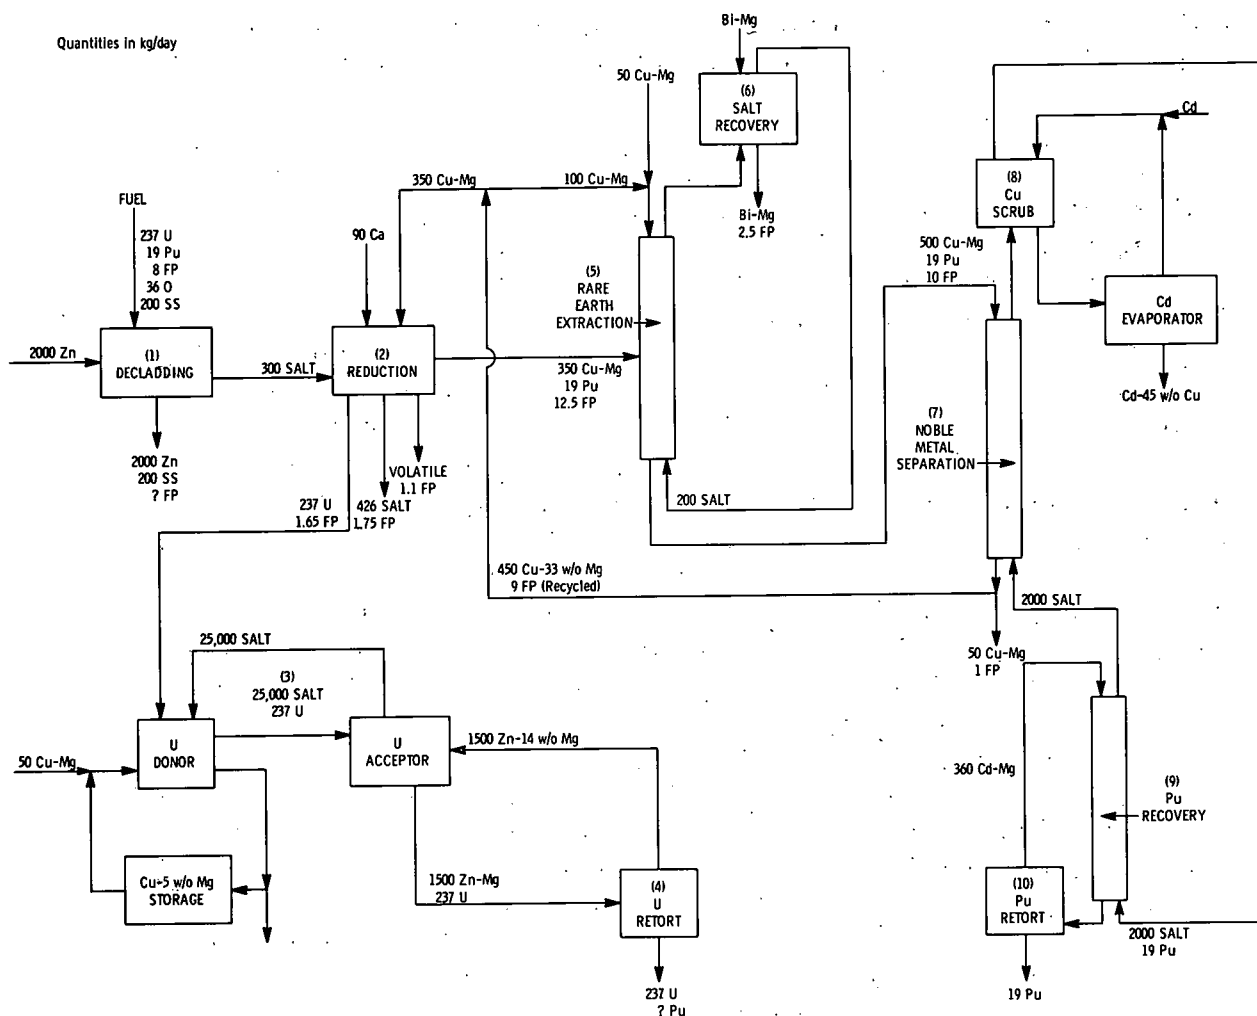 Quantities in kg/day
Bi-Mg
50 Cu-Mg
(6)
SALT
RECOVERY
Cd
(8)
Cu
SCRUB
350 Cu-Mg
100 Cu-Mg
Bi-Mg
2.5 FP
FUEL
237 U
19 Pu
8 FP
36 O
200 SS
90 Ca
500 Cu-Mg
19 Pu
10 FP
(5)
RARE
EARTH
EXTRACTION
Cd
EVAPORATOR
2000 Zn
(1)
DECLADDING
300 SALT
(2)
REDUCTION
350 Cu-Mg
19 Pu
12.5 FP
Cd-45 w/o Cu
(7)
NOBLE
METAL
SEPARATION
2000 Zn
200 SS
? FP
VOLATILE
1.1 FP
237 U
1.65 FP
426 SALT
1.75 FP
200 SALT
450 Cu-33 w/o Mg
9 FP (Recycled)
2000 SALT
25,000 SALT
50 Cu-Mg
1 FP
(3)
25,000 SALT
237 U
U
DONOR
U
ACCEPTOR
1500 Zn-14 w/o Mg
50 Cu-Mg
360 Cd-Mg
(9)
Pu
RECOVERY
Cu-5 w/o Mg
STORAGE
1500 Zn-Mg
237 U
(4)
U
RETORT
(10)
Pu
RETORT
2000 SALT
19 Pu
237 U
? Pu
19 Pu